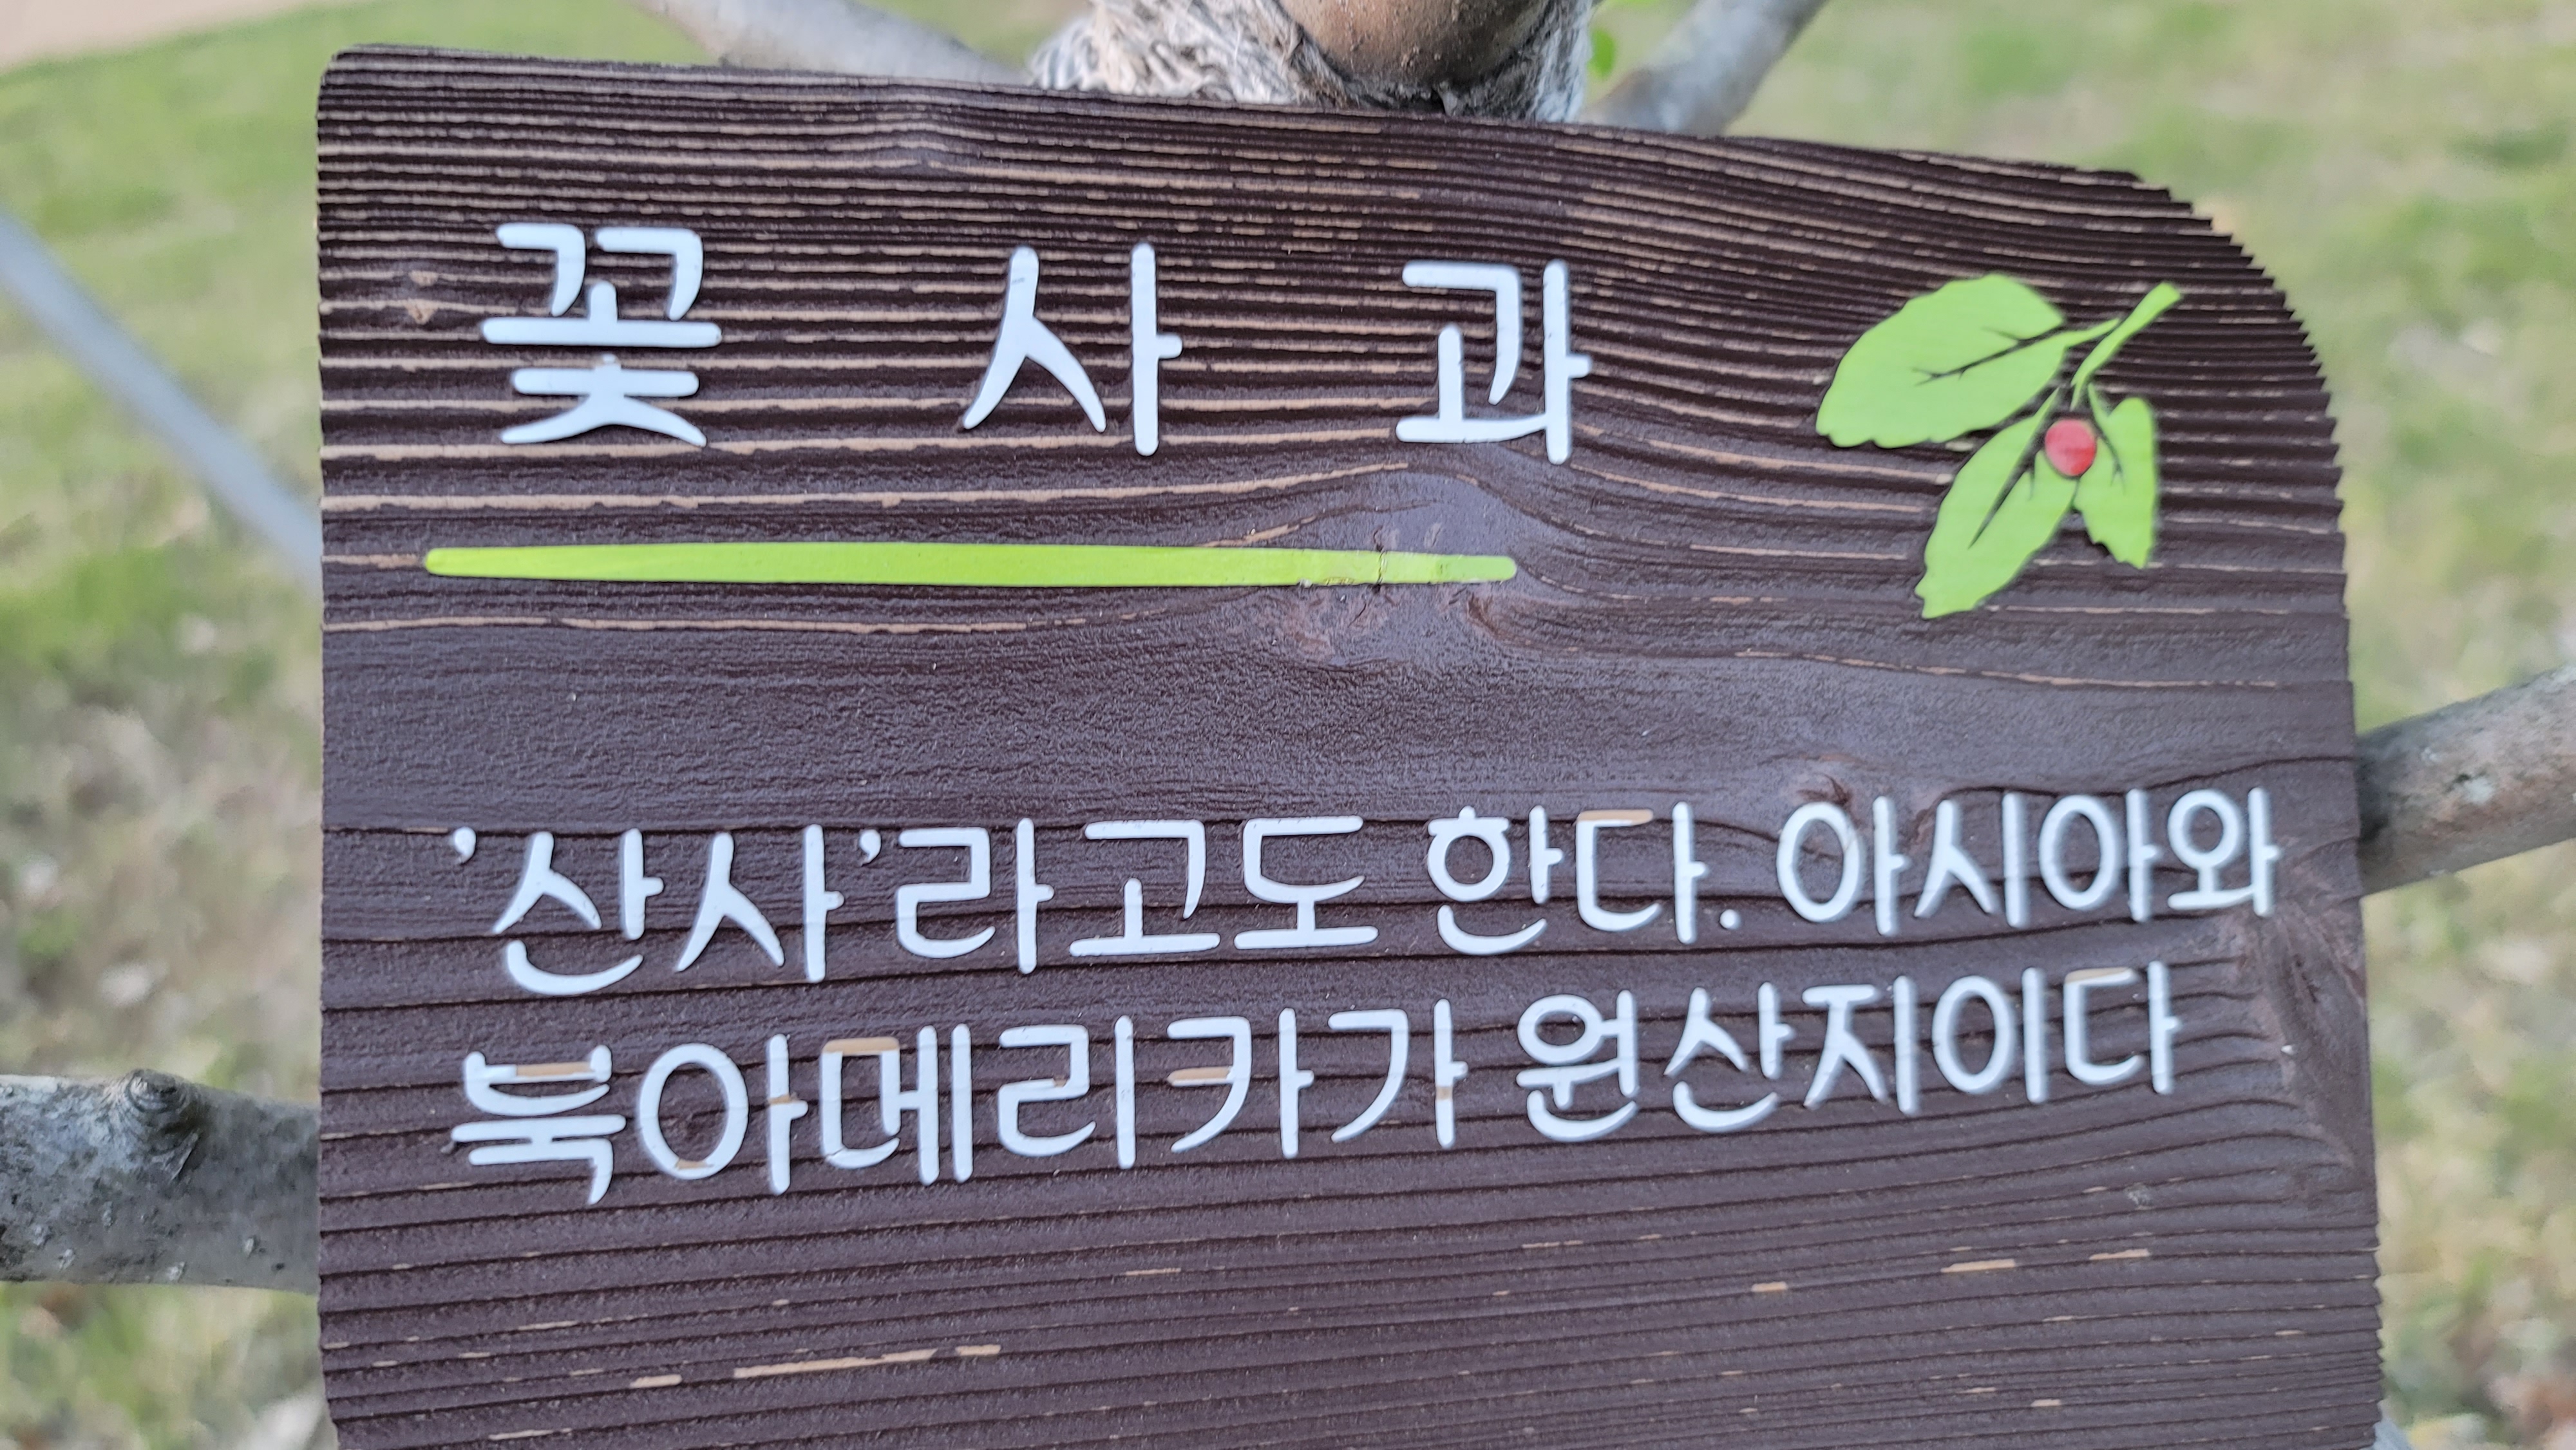 꽃 사 과
'산사'라고도 한다. 아시아와
북아메리카가 원산지이다